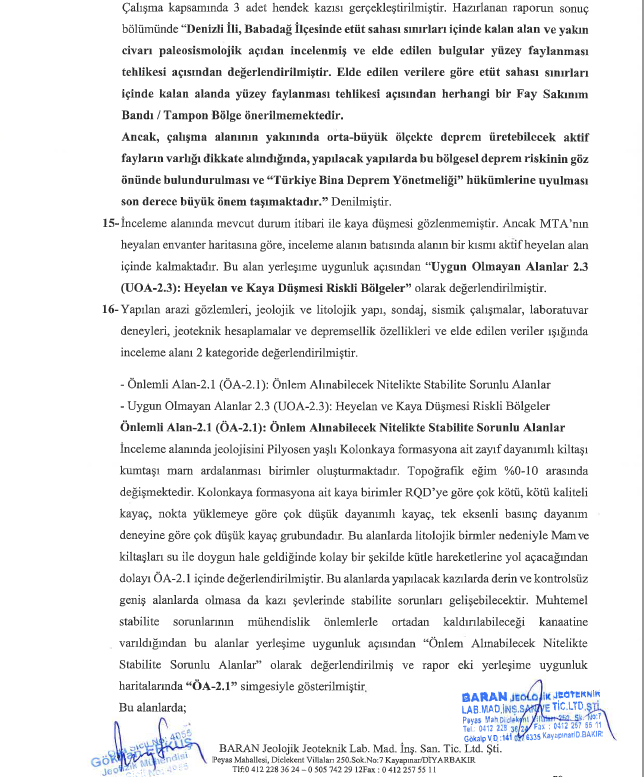 Çalışma kapsamında 3 adet hendek kazısı gerçekleştirilmiştir. Hazırlanan raporun sonuç
bölümünde “Denizli İli, Babadağ İlçesinde etüt sahası sınırları içinde kalan alan ve yakın
civarı paleosismolojik açıdan incelenmiş ve elde edilen bulgular yüzey faylanması
tehlikesi açısından değerlendirilmiştir. Elde edilen verilere göre etüt sahası sınırları
içinde kalan alanda yüzey faylanması tehlikesi açısından herhangi bir Fay Sakınım
Bandı / Tampon Bölge önerilmemektedir.
Ancak, çalışma alanının yakınında orta-büyük ölçekte deprem üretebilecek aktif
fayların varlığı dikkate alındığında, yapılacak yapılarda bu bölgesel deprem riskinin göz
önünde bulundurulması ve “Türkiye Bina Deprem Yönetmeliği” hükümlerine uyulması
son derece büyük önem taşımaktadır.” Denilmiştir.
15- İnceleme alanında mevcut durum itibari ile kaya düşmesi gözlenmemiştir. Ancak MTA’nın
heyalan envanter haritasına göre, inceleme alanın batısında alanın bir kısmı aktif heyelan alan
içinde kalmaktadır. Bu alan yerleşime uygunluk açısından “Uygun Olmayan Alanlar 2.3
(UOA-2.3): Heyelan ve Kaya Düşmesi Riskli Bölgeler” olarak değerlendirilmiştir.
16- Yapılan arazi gözlemleri, jeolojik ve litolojik yapı, sondaj, sismik çalışmalar, laboratuvar
deneyleri, jeoteknik hesaplamalar ve depremsellik özellikleri ve elde edilen veriler ışığında
inceleme alanı 2 kategoride değerlendirilmiştir.
- Önlemli Alan-2.1 (ÖA-2.1): Önlem Alınabilecek Nitelikte Stabilite Sorunlu Alanlar
- Uygun Olmayan Alanlar 2.3 (UOA-2.3): Heyelan ve Kaya Düşmesi Riskli Bölgeler
Önlemli Alan-2.1 (ÖA-2.1): Önlem Alınabilecek Nitelikte Stabilite Sorunlu Alanlar
İnceleme alanında jeolojisini Pilyosen yaşlı Kolonkaya formasyona ait zayıf dayanımlı kiltaşı
kumtaşı marn ardalanması birimler oluşturmaktadır. Topoğrafik eğim %0-10 arasında
değişmektedir. Kolonkaya formasyona ait kaya birimler RQD’ye göre çok kötü, kötü kaliteli
kayaç, nokta yüklemeye göre çok düşük dayanımlı kayaç, tek eksenli basınç dayanım
deneyine göre çok düşük kayaç grubundadır. Bu alanlarda litolojik birmler nedeniyle Marn ve
kiltaşları su ile doygun hale geldiğinde kolay bir şekilde kütle hareketlerine yol açacağından
dolayı ÖA-2.1 içinde değerlendirilmiştir. Bu alanlarda yapılacak kazılarda derin ve kontrolsüz
geniş alanlarda olmasa da kazı şevlerinde stabilite sorunları gelişebilecektir. Muhtemel
stabilite sorunlarının mühendislik önlemlerle ortadan kaldırılabileceği kanaatine
varıldığından bu alanlar yerleşime uygunluk açısından “Önlem Alınabilecek Nitelikte
Stabilite Sorunlu Alanlar” olarak değerlendirilmiş ve rapor eki yerleşime uygunluk
haritalarında “ÖA-2.1” simgesiyle gösterilmiştir.
Bu alanlarda;
BARAN JEOLOJİK JEOTEKNİK
LAB.MAD.İNŞ.SAN.VE TİC.LTD.ŞTİ.
Peyas Mah Diclekent Villaları 250. Sk. No:7
Tel.: 0412 228 36 Fax : 0412 257 55 11
Gökalp V.D Kayapınar/D.BAKIR
Jeoloji Mühendisi
BARAN Jeolojik Jeoteknik Lab. Mad. İnş. San. Tic. Ltd. Şti.
Peyas Mahallesi, Diclekent Villaları 250.Sok.No:7 Kayapınar/DİYARBAKIR
Tlf:0 412 228 36 24 – 0 505 742 29 12Fax : 0 412 257 55 11